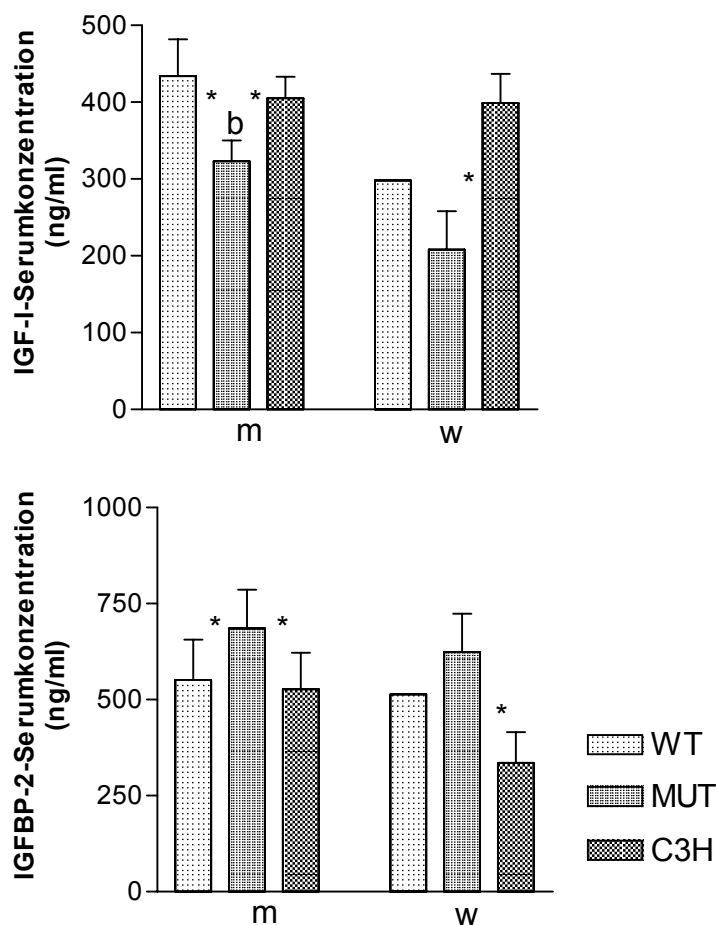 IGF-I-Serumkonzentration
(ng/ml)
500
400
300
200
100
0
* b *
*
m w
IGFBP-2-Serumkonzentration
(ng/ml)
1000
750
500
250
0
* *
*
m w
WT
MUT
C3H